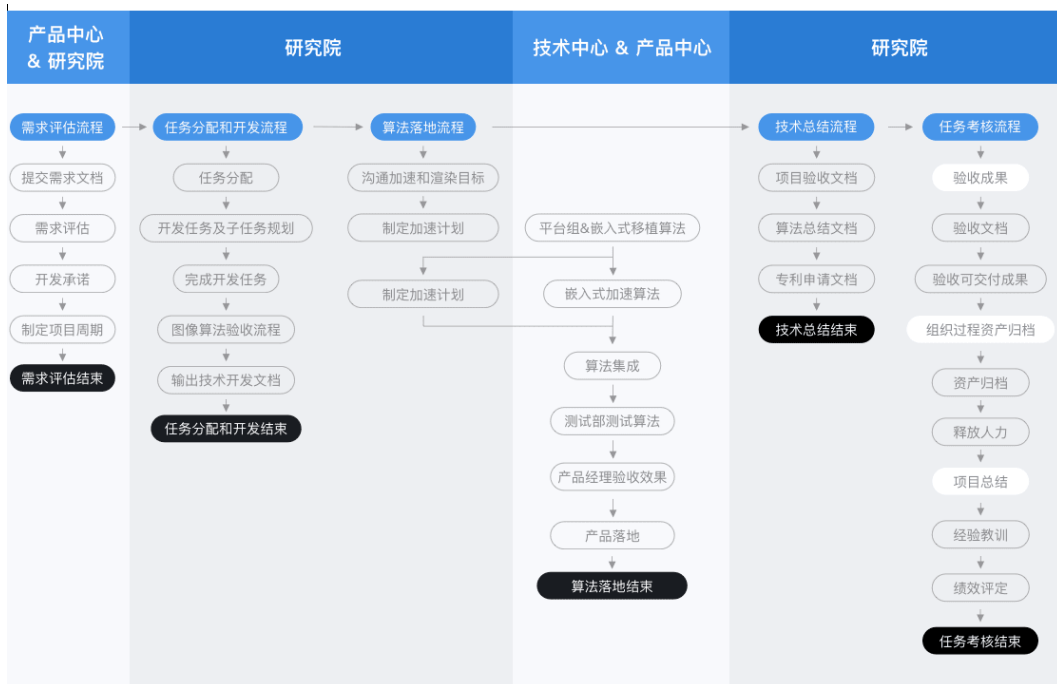 产品中心
& 研究院
研究院
技术中心 & 产品中心
研究院
需求评估流程
提交需求文档
需求评估
开发承诺
制定项目周期
需求评估结束
任务分配和开发流程
任务分配
开发任务及子任务规划
完成开发任务
图像算法验收流程
输出技术开发文档
任务分配和开发结束
算法落地流程
沟通加速和渲染目标
制定加速计划
制定加速计划
平台组&嵌入式移植算法
嵌入式加速算法
算法集成
测试部测试算法
产品经理验收效果
产品落地
算法落地结束
技术总结流程
项目验收文档
算法总结文档
专利申请文档
技术总结结束
任务考核流程
验收成果
验收文档
验收可交付成果
组织过程资产归档
资产归档
释放人力
项目总结
经验教训
绩效评定
任务考核结束